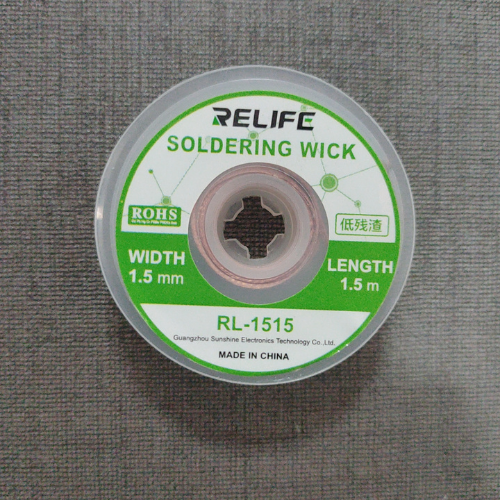 RELIFE
SOLDERING WICK
ROHS
低残渣
WIDTH
1.5 mm
LENGTH
1.5 m
RL-1515
Guangzhou Sunshine Electronics Technology Co.,Ltd.
MADE IN CHINA